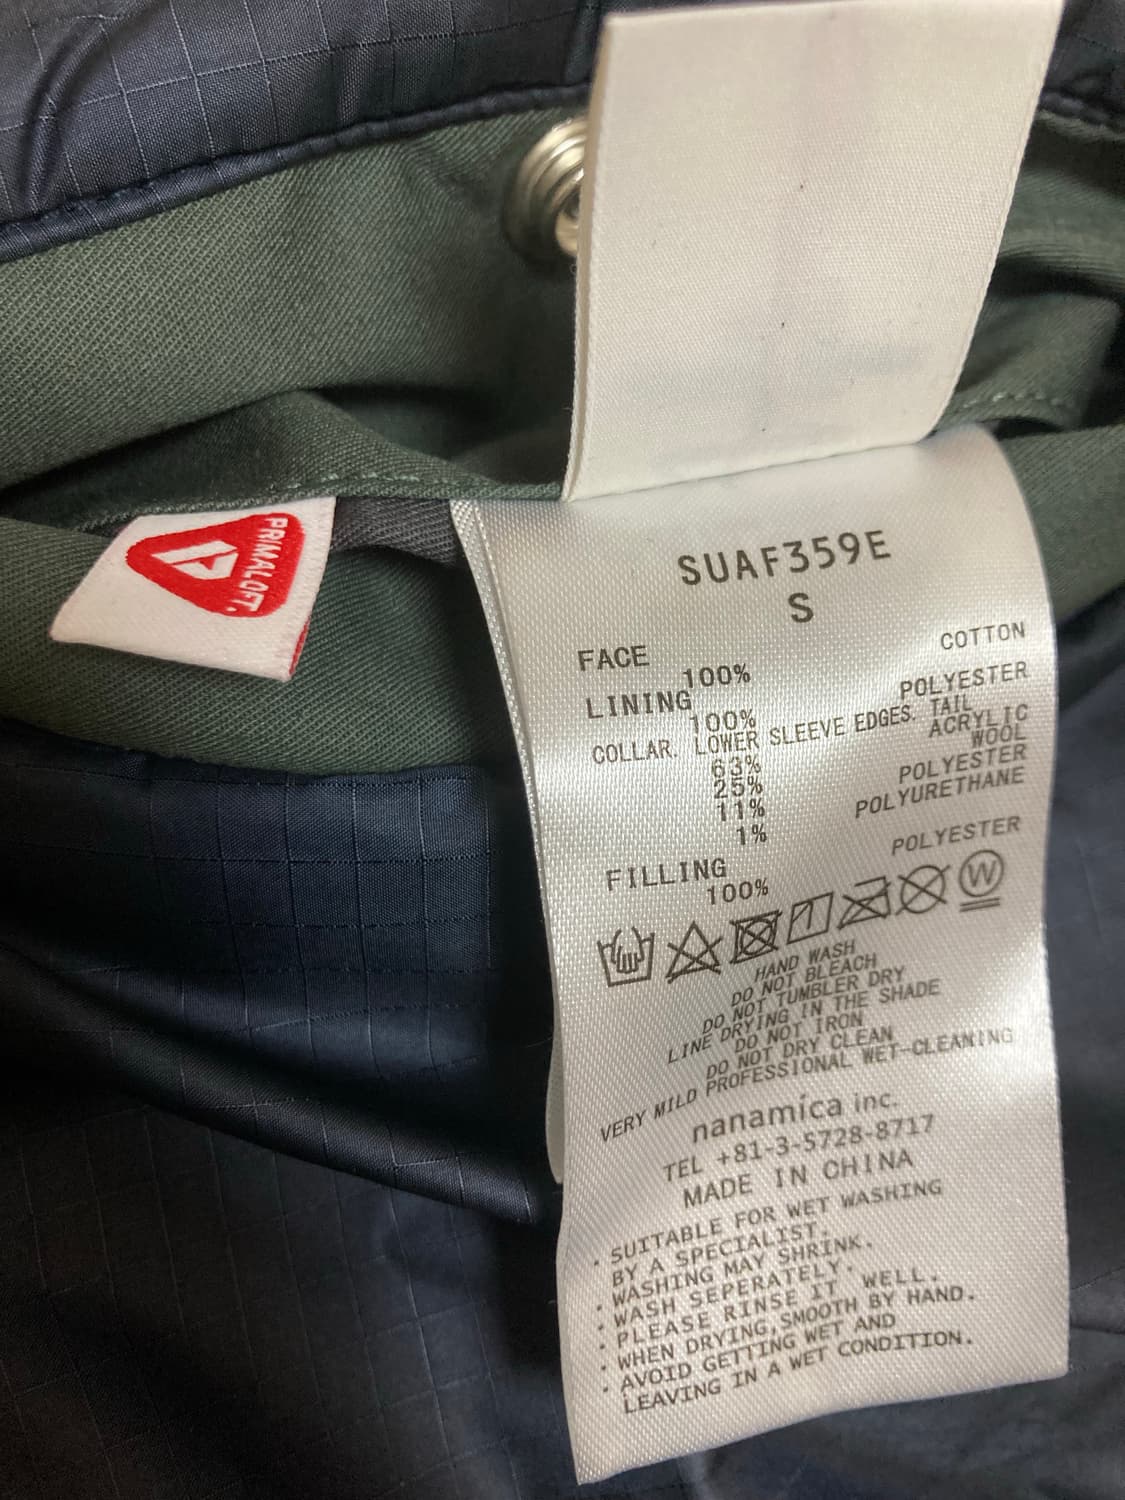 PRIMALOFT
SUAF359E
S
FACE
100% COTTON
LINING
100% POLYESTER
COLLAR. LOWER SLEEVE EDGES. TAIL
63% ACRYLIC
25% WOOL
11% POLYESTER
1% POLYURETHANE
FILLING
100% POLYESTER
W
HAND WASH
DO NOT BLEACH
DO NOT TUMBLER DRY
LINE DRYING IN THE SHADE
DO NOT IRON
DO NOT DRY CLEAN
VERY MILD PROFESSIONAL WET-CLEANING
nanamica inc.
TEL +81-3-5728-8717
MADE IN CHINA
・SUITABLE FOR WET WASHING
BY A SPECIALIST.
・WASHING MAY SHRINK.
・WASH SEPERATELY.
・PLEASE RINSE IT WELL.
・WHEN DRYING,SMOOTH BY HAND.
・AVOID GETTING WET AND
LEAVING IN A WET CONDITION.